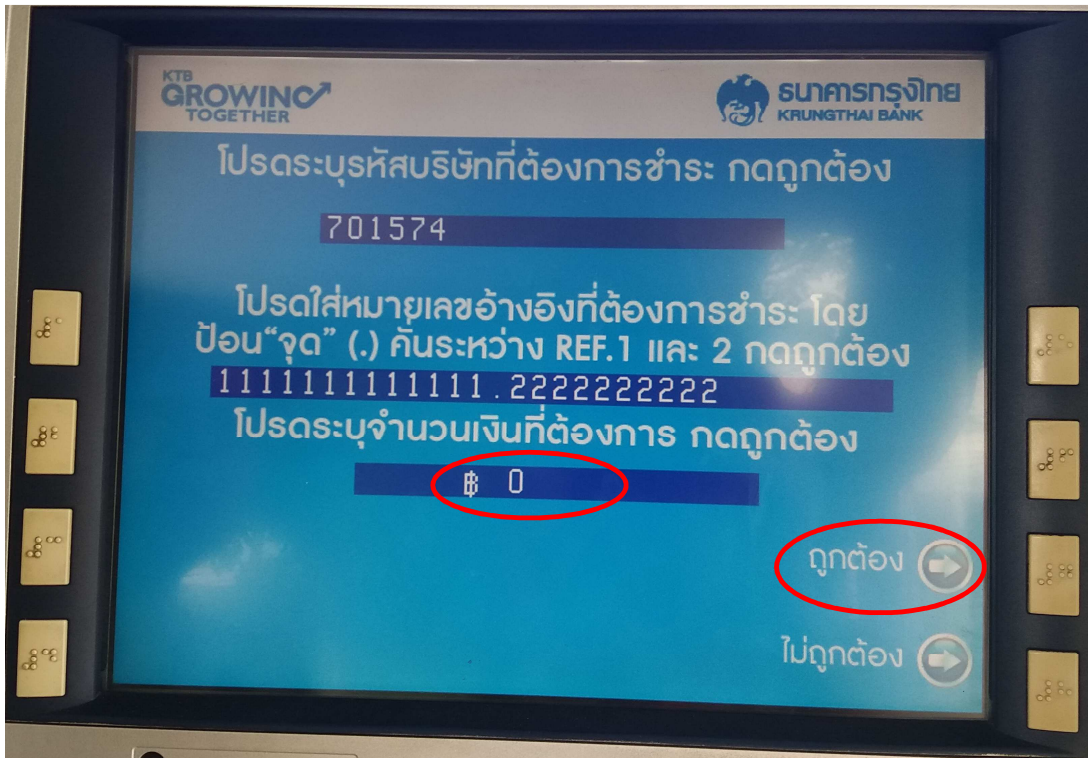 KTB
GROWING
TOGETHER
ธนาคารกรุงไทย
KRUNGTHAI BANK
โปรดระบุรหัสบริษัทที่ต้องการชำระ กดถูกต้อง
701574
โปรดใส่หมายเลขอ้างอิงที่ต้องการชำระ โดย
ป้อน“จุด” (.) คั่นระหว่าง REF.1 และ 2 กดถูกต้อง
1111111111111.2222222222
โปรดระบุจำนวนเงินที่ต้องการ กดถูกต้อง
฿ 0
ถูกต้อง
ไม่ถูกต้อง